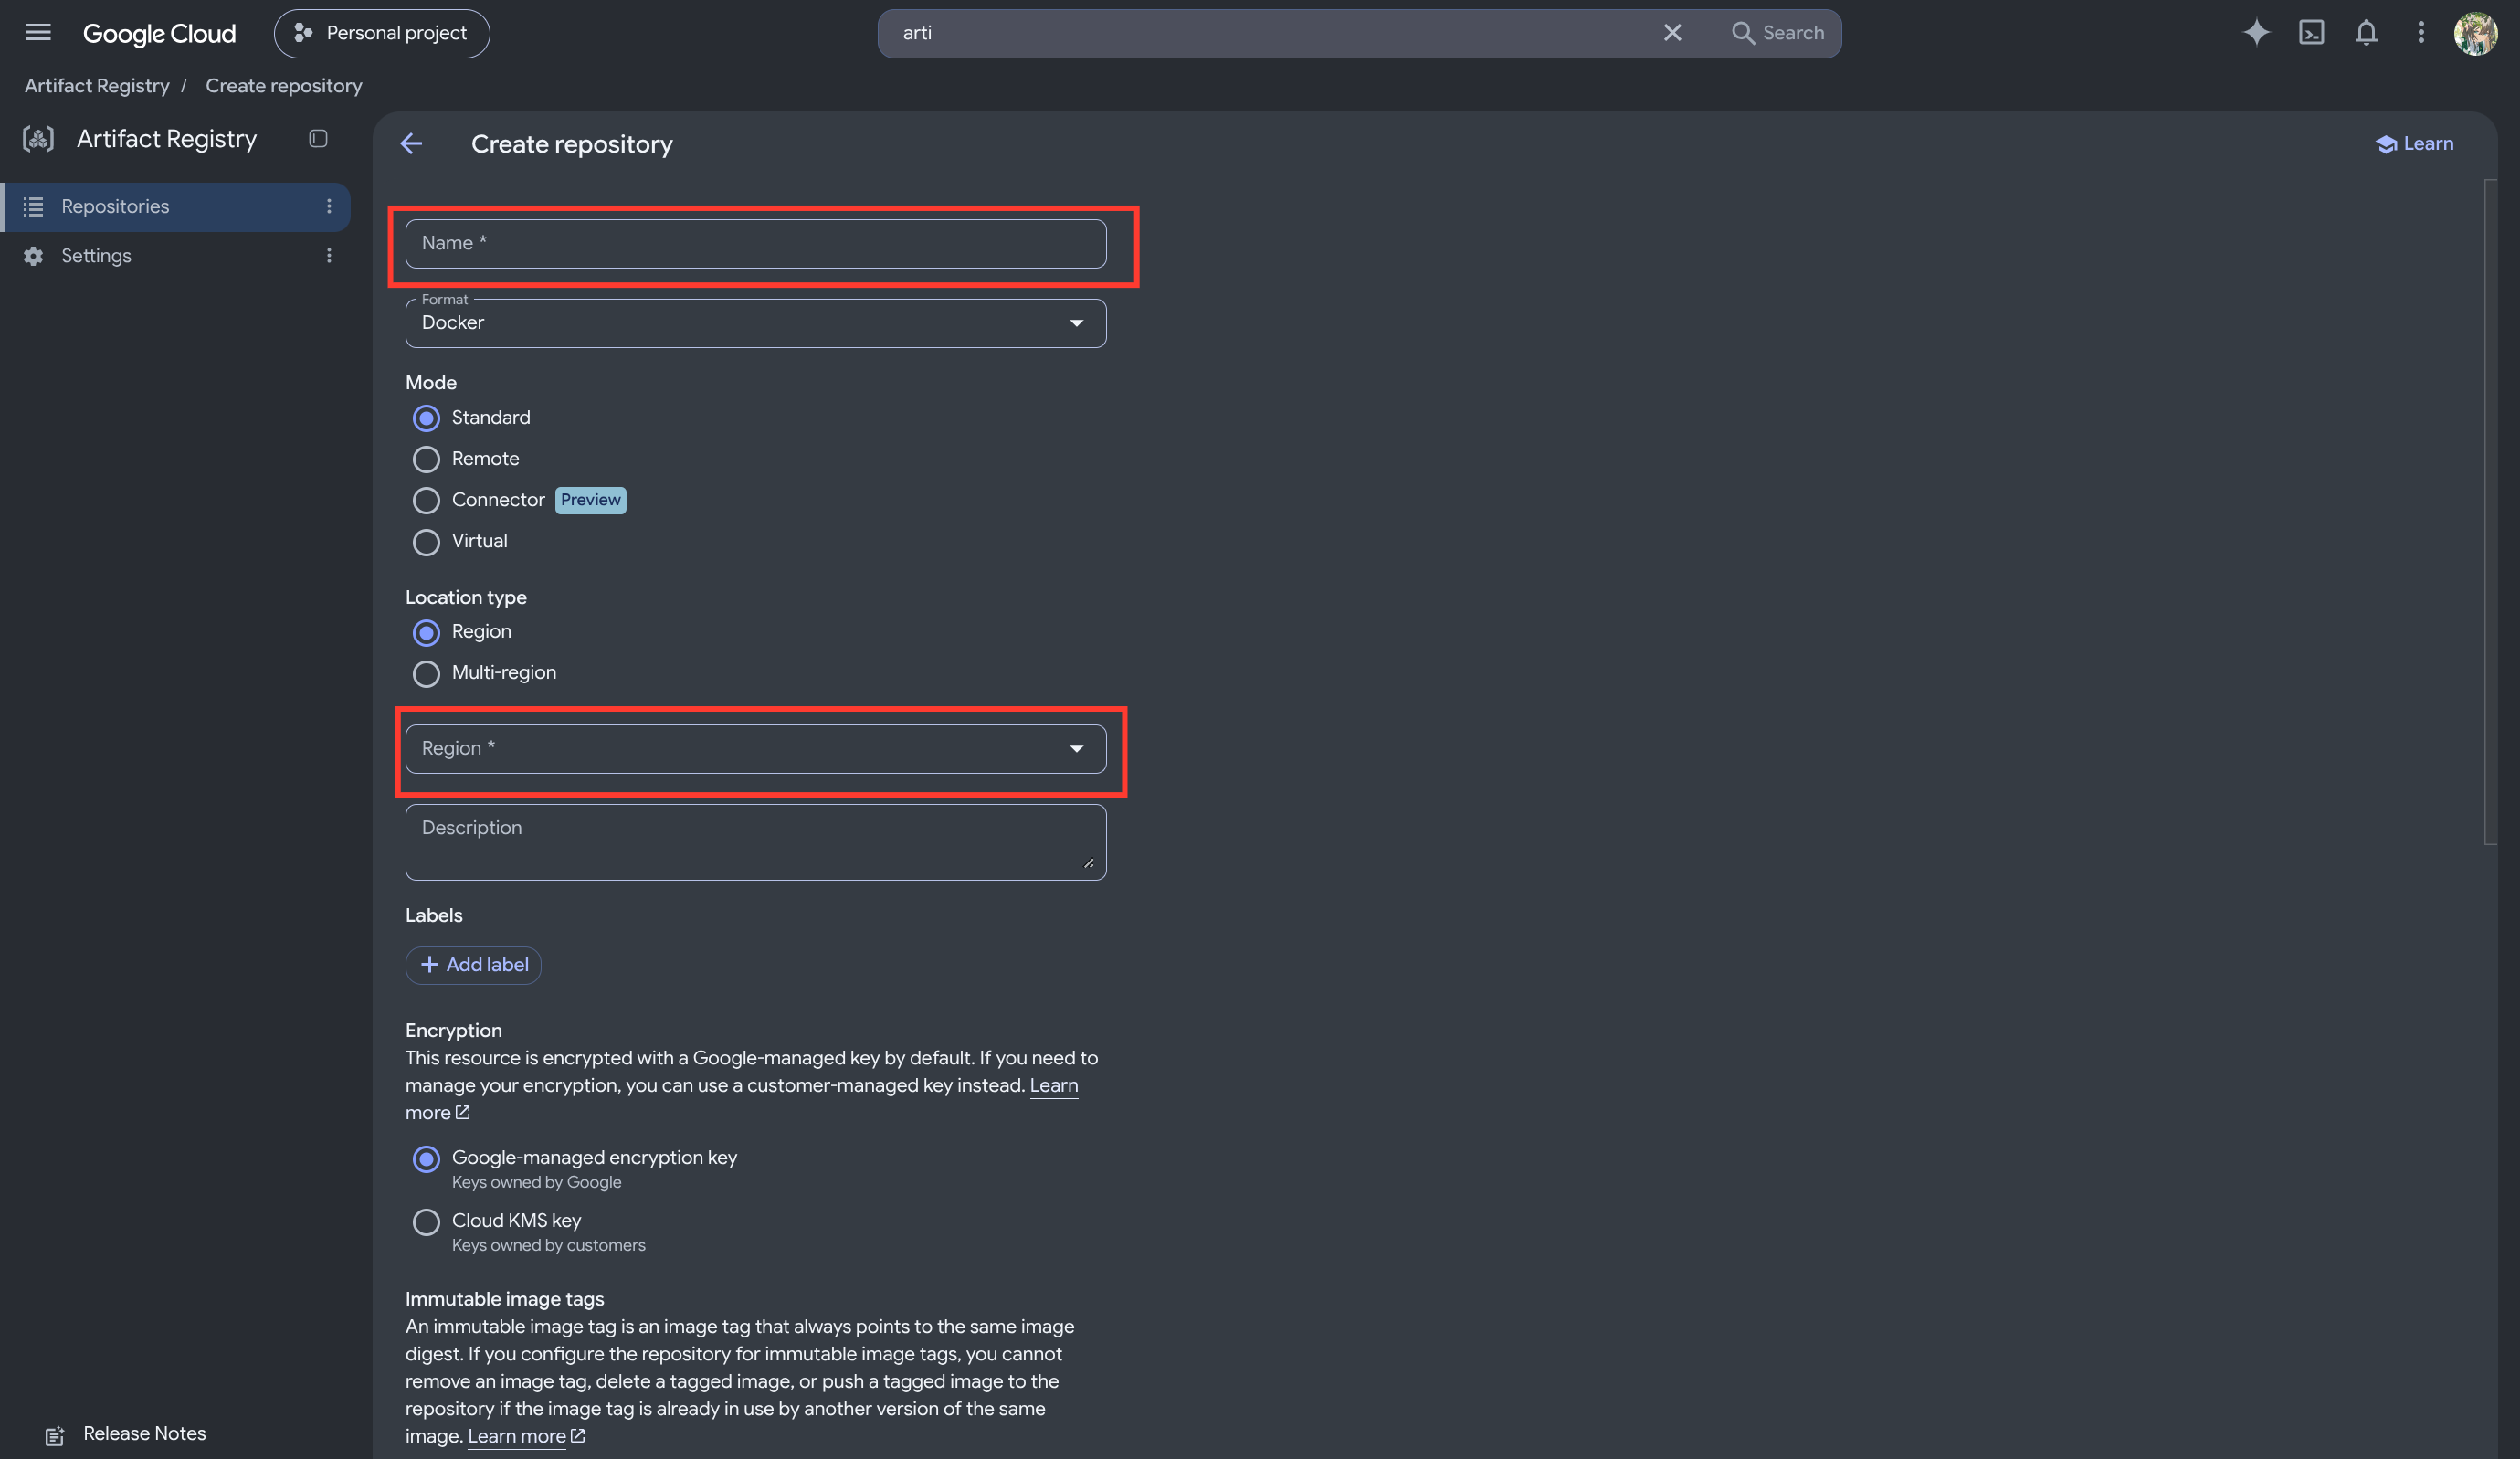 Google Cloud
Personal project
arti
Search
Artifact Registry / Create repository
Artifact Registry
Repositories
Settings
Release Notes
Create repository
Learn
Name *
Format
Docker
Mode
Standard
Remote
Connector Preview
Virtual
Location type
Region
Multi-region
Region *
Description
Labels
Add label
Encryption
This resource is encrypted with a Google-managed key by default. If you need to
manage your encryption, you can use a customer-managed key instead. Learn
more
Google-managed encryption key
Keys owned by Google
Cloud KMS key
Keys owned by customers
Immutable image tags
An immutable image tag is an image tag that always points to the same image
digest. If you configure the repository for immutable image tags, you cannot
remove an image tag, delete a tagged image, or push a tagged image to the
repository if the image tag is already in use by another version of the same
image. Learn more